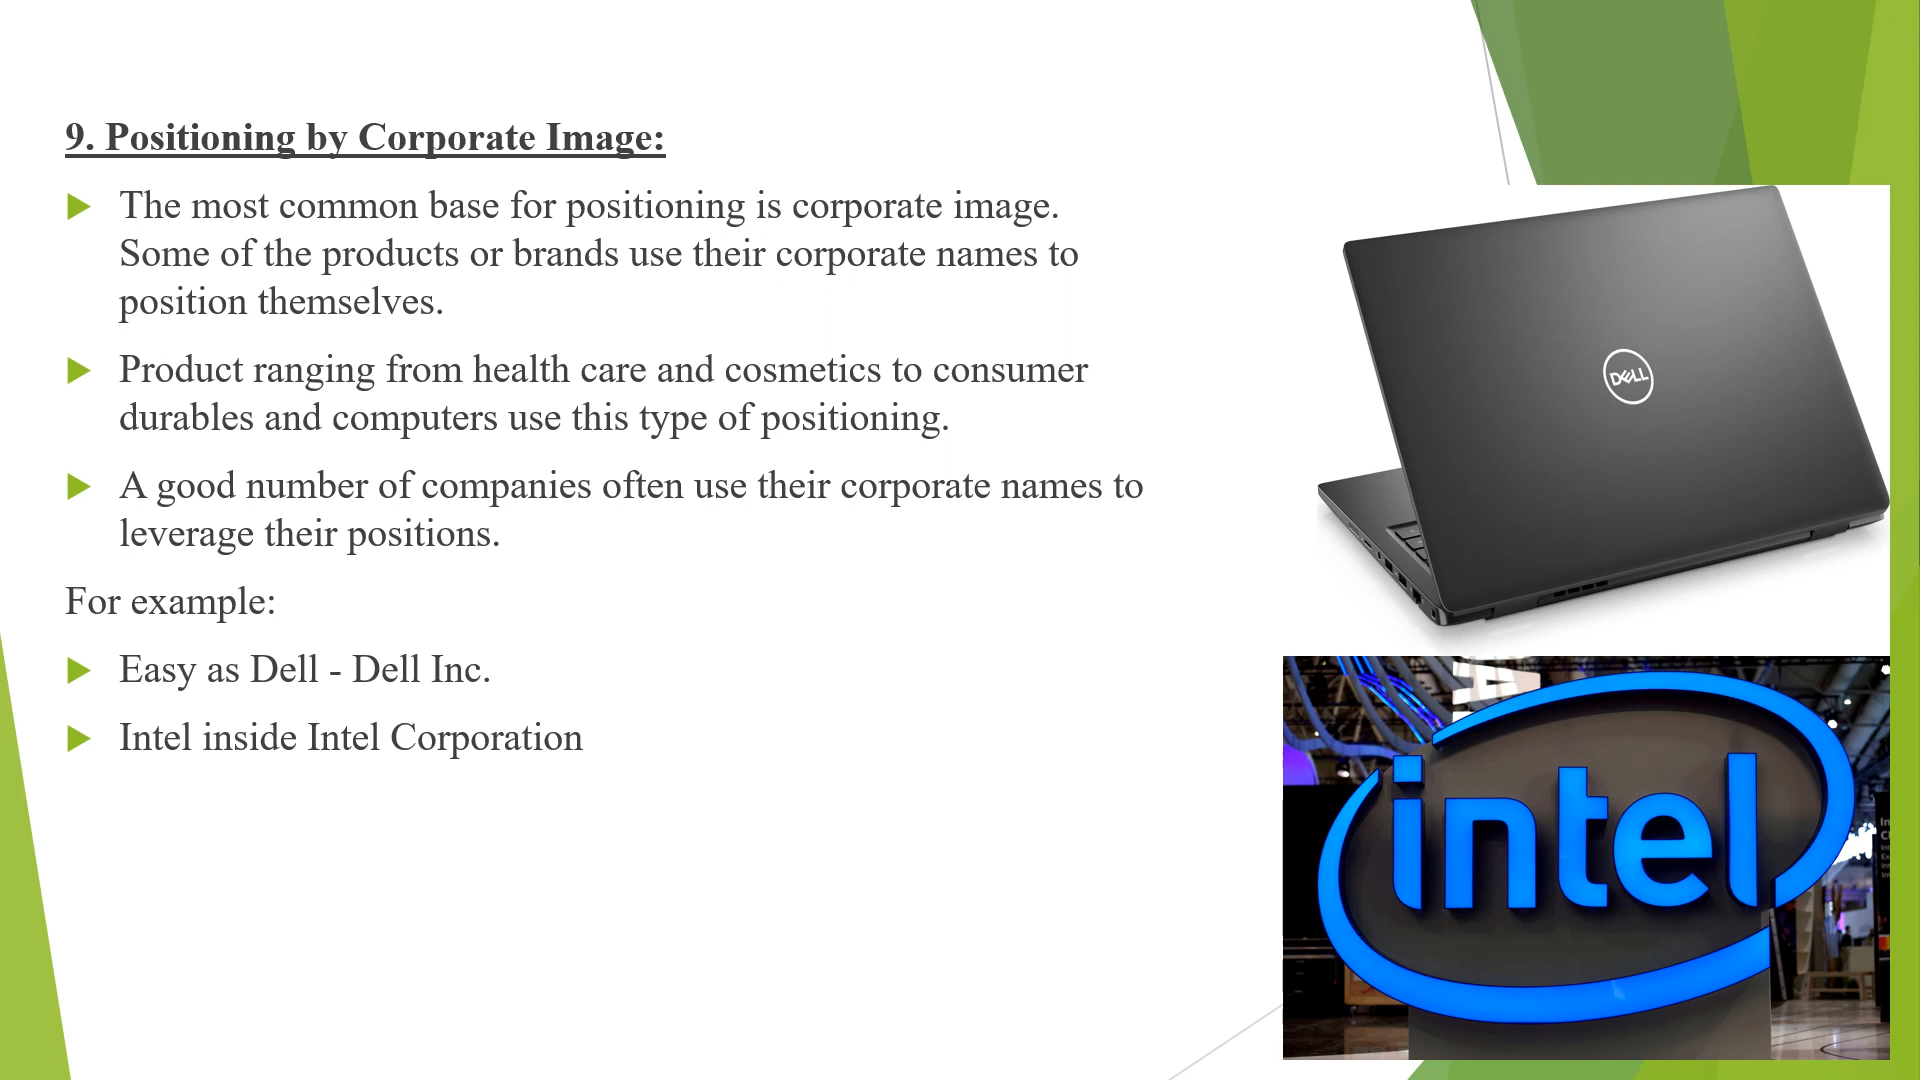 9. Positioning by Corporate Image:
The most common base for positioning is corporate image.
Some of the products or brands use their corporate names to
position themselves.
Product ranging from health care and cosmetics to consumer
durables and computers use this type of positioning.
A good number of companies often use their corporate names to
leverage their positions.
For example:
Easy as Dell - Dell Inc.
Intel inside Intel Corporation
DELL
intel